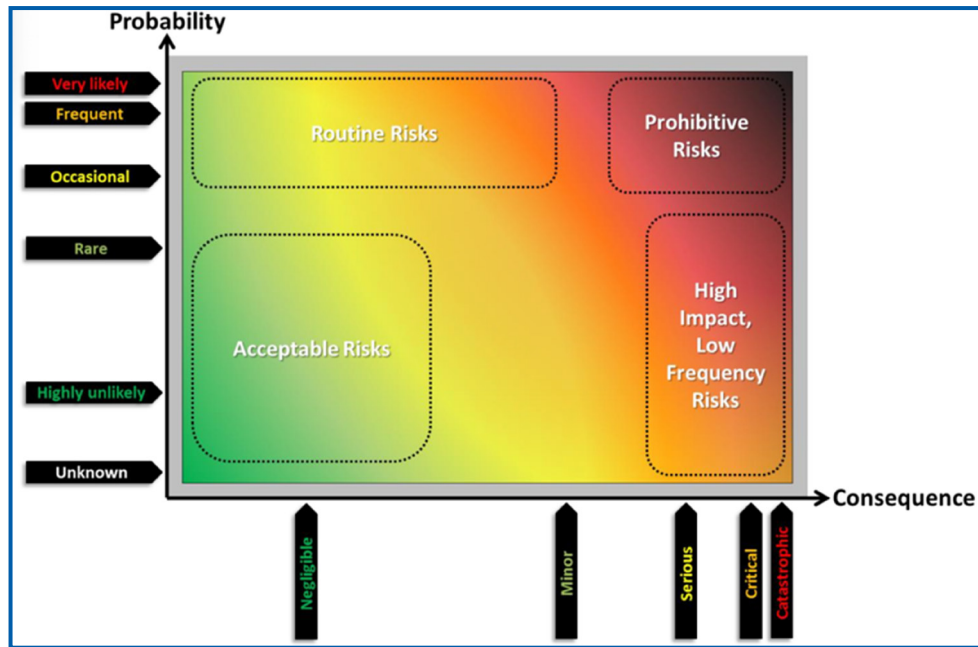 Probability
Very likely
Frequent
Occasional
Rare
Highly unlikely
Unknown
Routine Risks
Prohibitive
Risks
Acceptable Risks
High
Impact,
Low
Frequency
Risks
Consequence
Negligible
Minor
Serious
Critical
Catastrophic